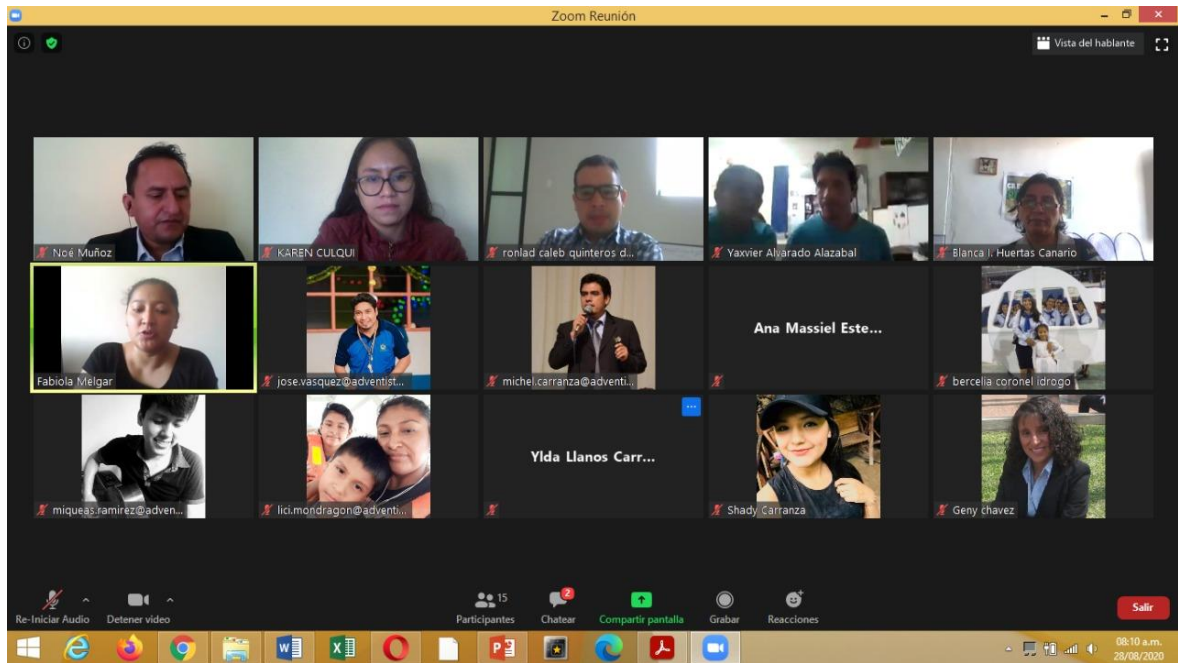 Zoom Reunión
Vista del hablante
Noé Muñoz
KAREN CULQUI
ronlad caleb quinteros d...
Yaxvier Alvarado Alazabal
Blanca I. Huertas Canario
Fabiola Melgar
jose.vasquez@adventist...
michel.carranza@adventi...
Ana Massiel Este...
bercelia coronel idrogo
miqueas.ramirez@adven...
lici.mondragon@adventi...
Ylda Llanos Carr...
Shady Carranza
Geny chavez
Re-Iniciar Audio
Detener video
Participantes
15
Chatear
2
Compartir pantalla
Grabar
Reacciones
Salir
08:10 a.m.
28/08/2020